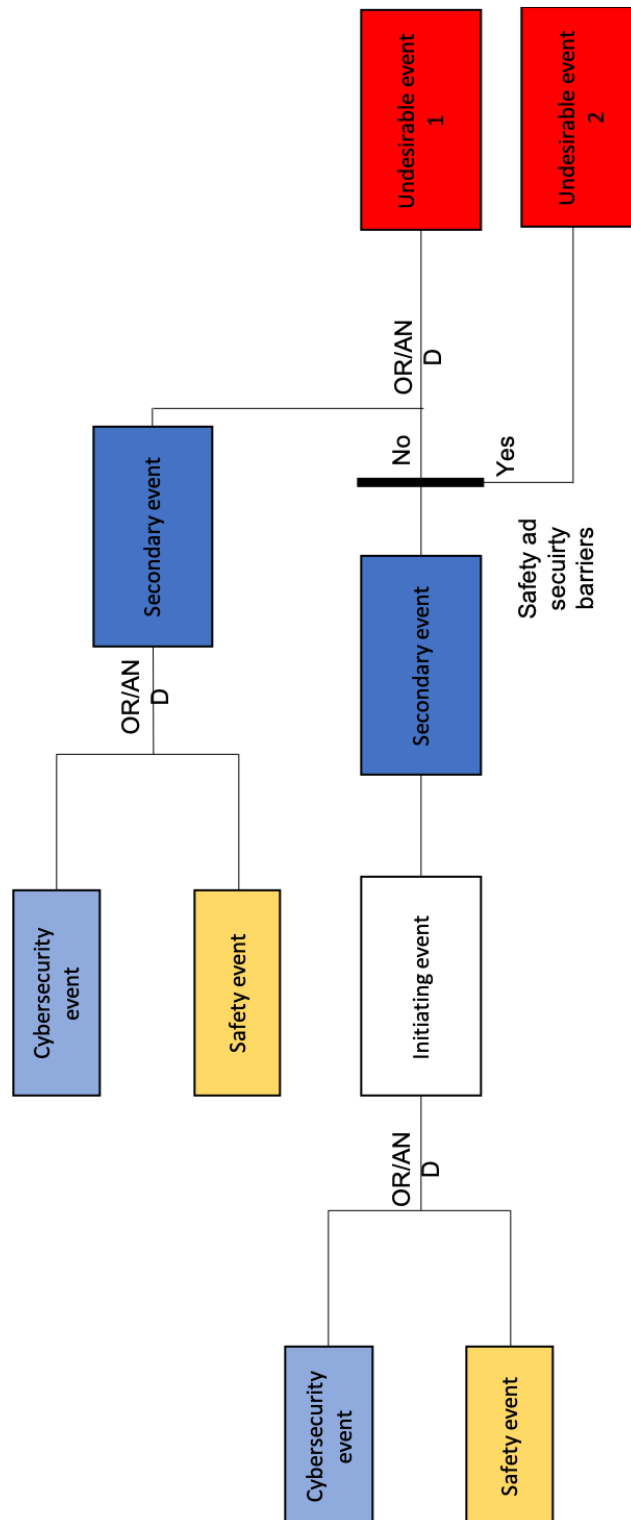 Cybersecurity
event
Safety event
OR/AN
D
Secondary event
Cybersecurity
event
Safety event
OR/AN
D
Initiating event
Secondary event
No
Yes
Safety ad
secuirty
barriers
OR/AN
D
Undesirable event
1
Undesirable event
2